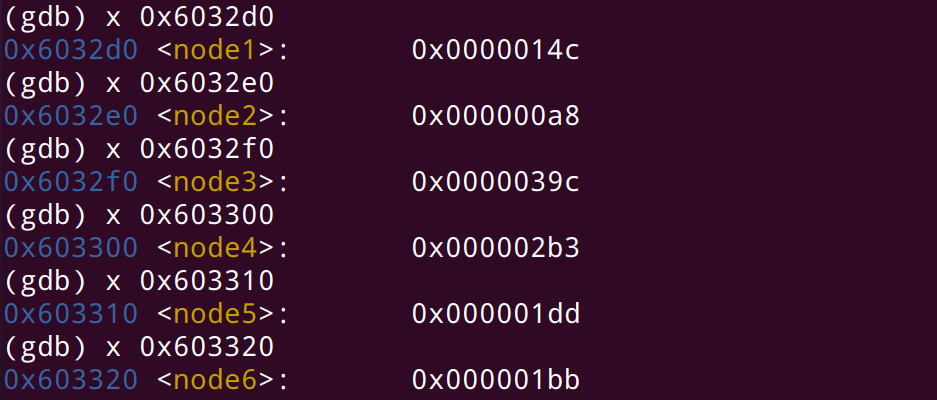 (gdb) x 0x6032d0
0x6032d0 <node1>: 0x0000014c
(gdb) x 0x6032e0
0x6032e0 <node2>: 0x000000a8
(gdb) x 0x6032f0
0x6032f0 <node3>: 0x0000039c
(gdb) x 0x603300
0x603300 <node4>: 0x000002b3
(gdb) x 0x603310
0x603310 <node5>: 0x000001dd
(gdb) x 0x603320
0x603320 <node6>: 0x000001bb